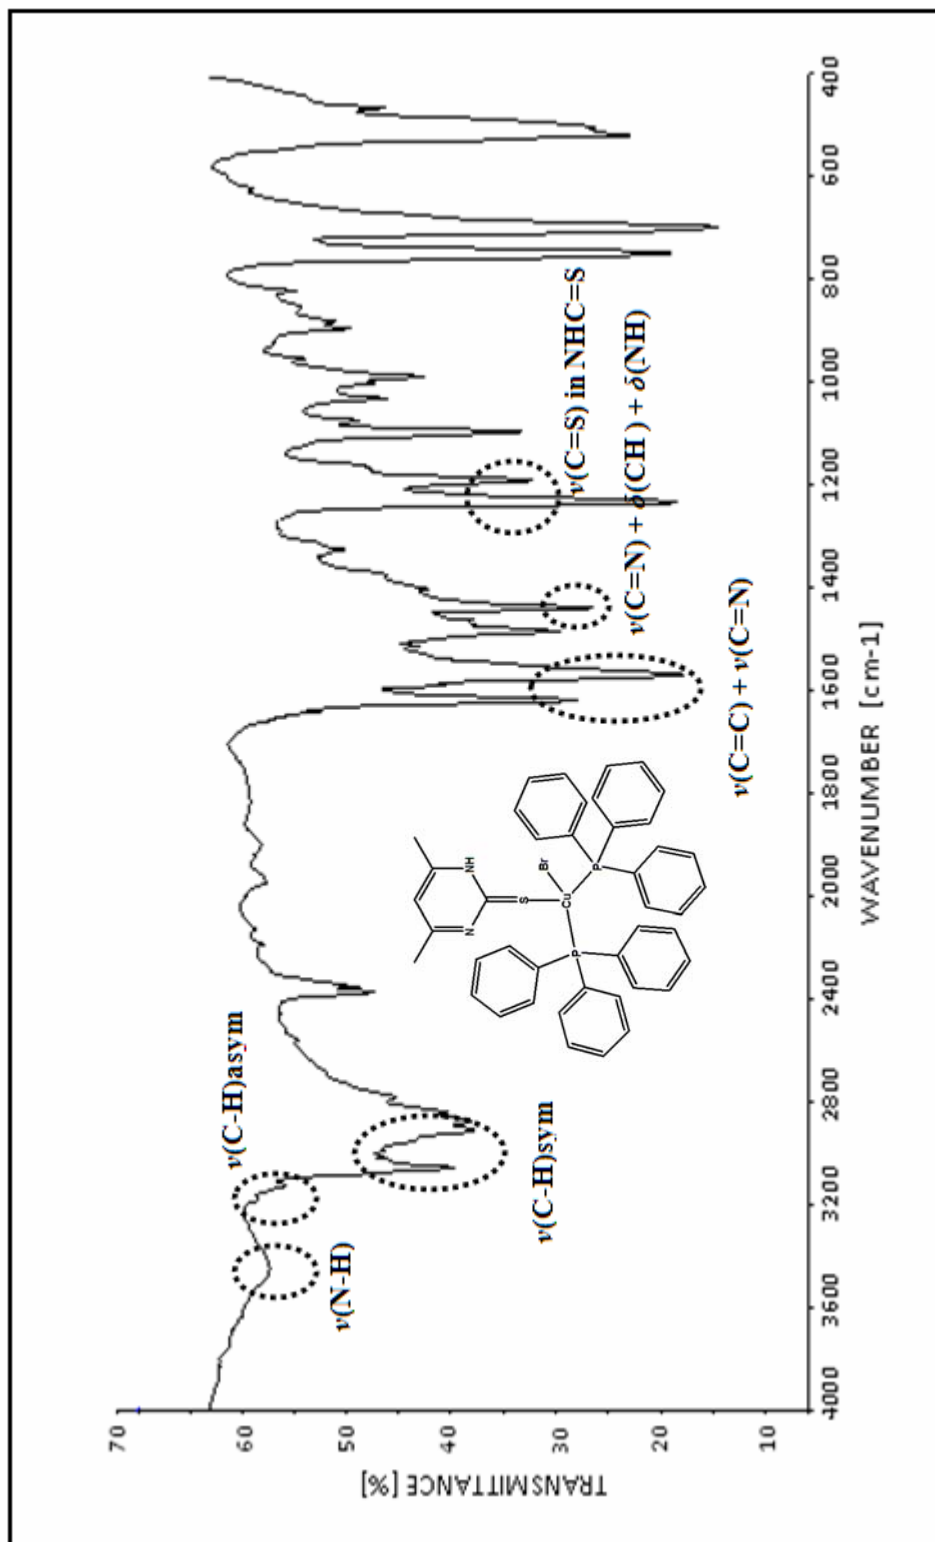 ν(N-H)
ν(C-H)asym
ν(C-H)sym
ν(C=C) + ν(C=N)
ν(C=N) + δ(CH ) + δ(NH)
ν(C=S) in NHC=S
N
NH
S
Cu
Br
P
P
TRANSMITTANCE [%]
70
60
50
40
30
20
10
4000
3600
3200
2800
2400
2000
1800
1600
1400
1200
1000
800
600
400
WAVENUMBER [cm-1]